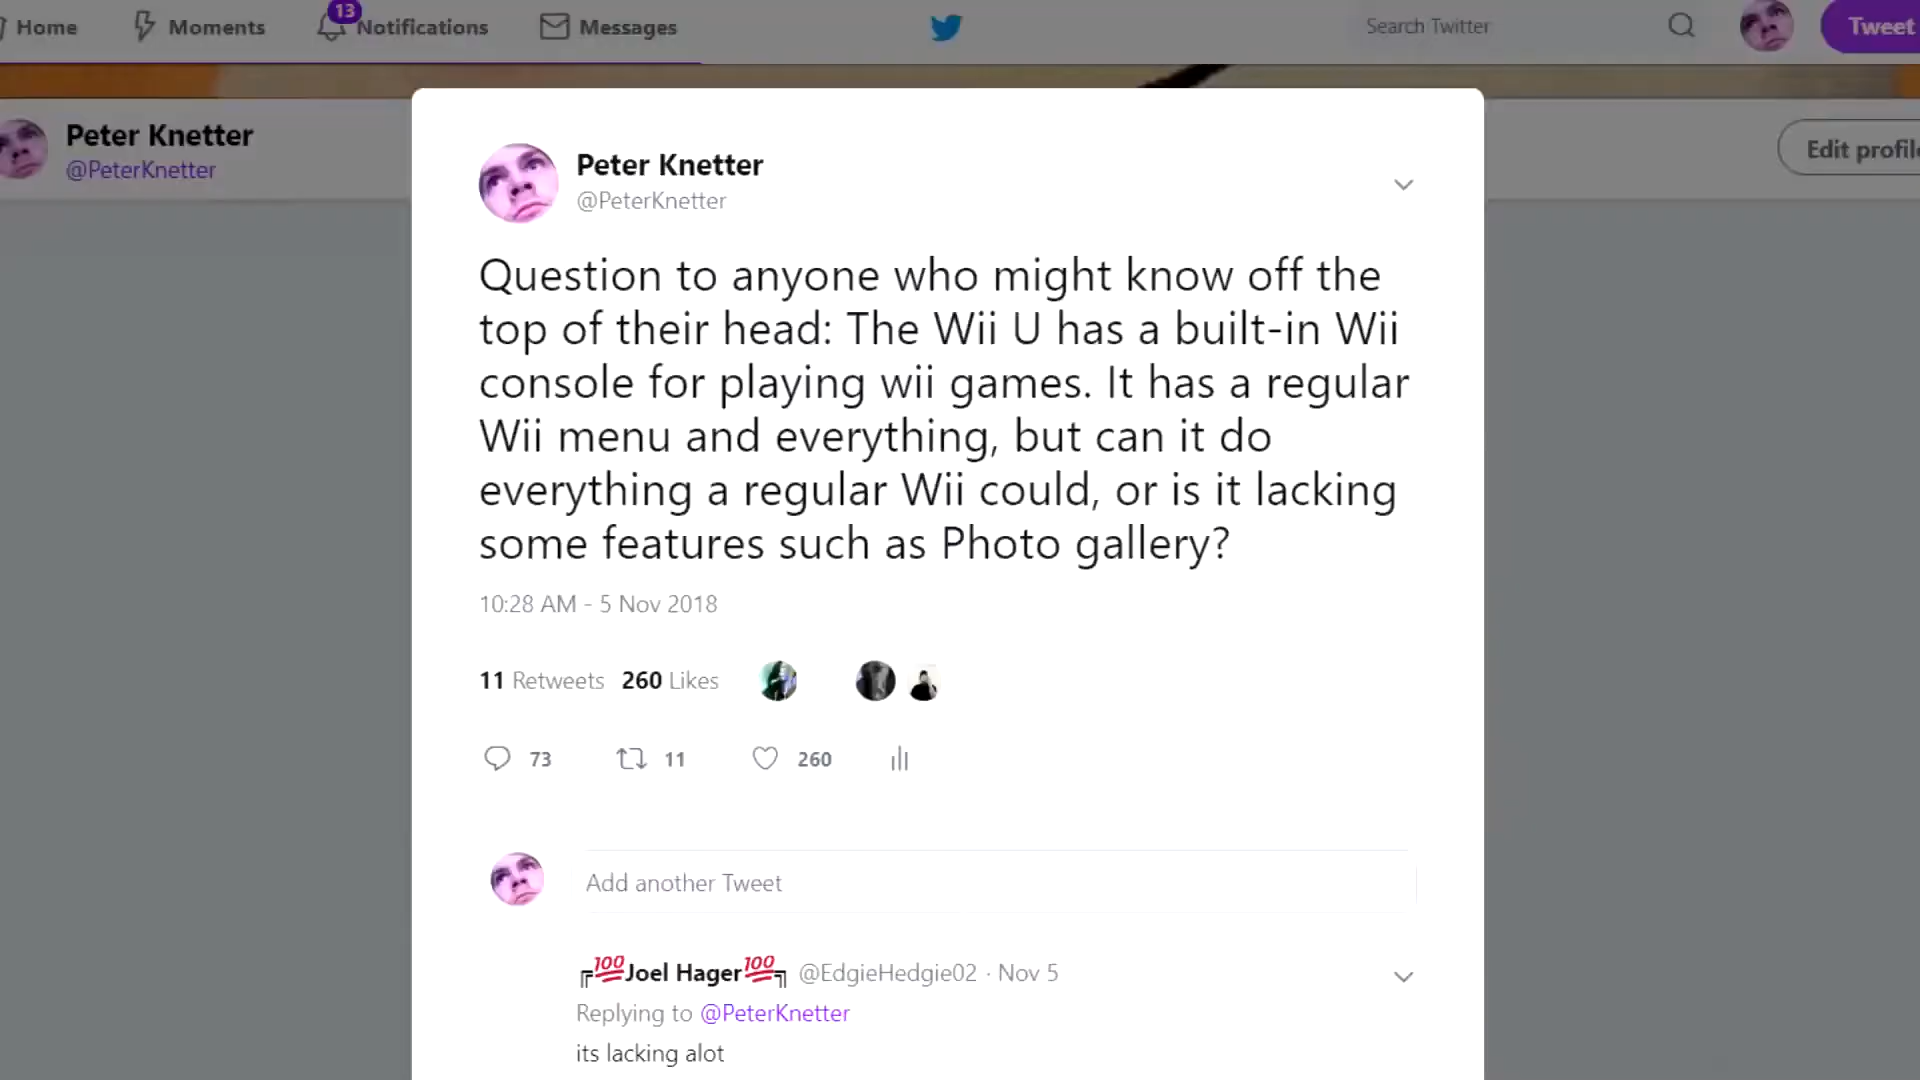 Home Moments 13 Notifications Messages Search Twitter Tweet
Peter Knetter
@PeterKnetter
Edit profile
Peter Knetter
@PeterKnetter
Question to anyone who might know off the
top of their head: The Wii U has a built-in Wii
console for playing wii games. It has a regular
Wii menu and everything, but can it do
everything a regular Wii could, or is it lacking
some features such as Photo gallery?
10:28 AM - 5 Nov 2018
11 Retweets 260 Likes
73 11 260
Add another Tweet
╔💯Joel Hager💯╗ @EdgieHedgie02 · Nov 5
Replying to @PeterKnetter
its lacking alot